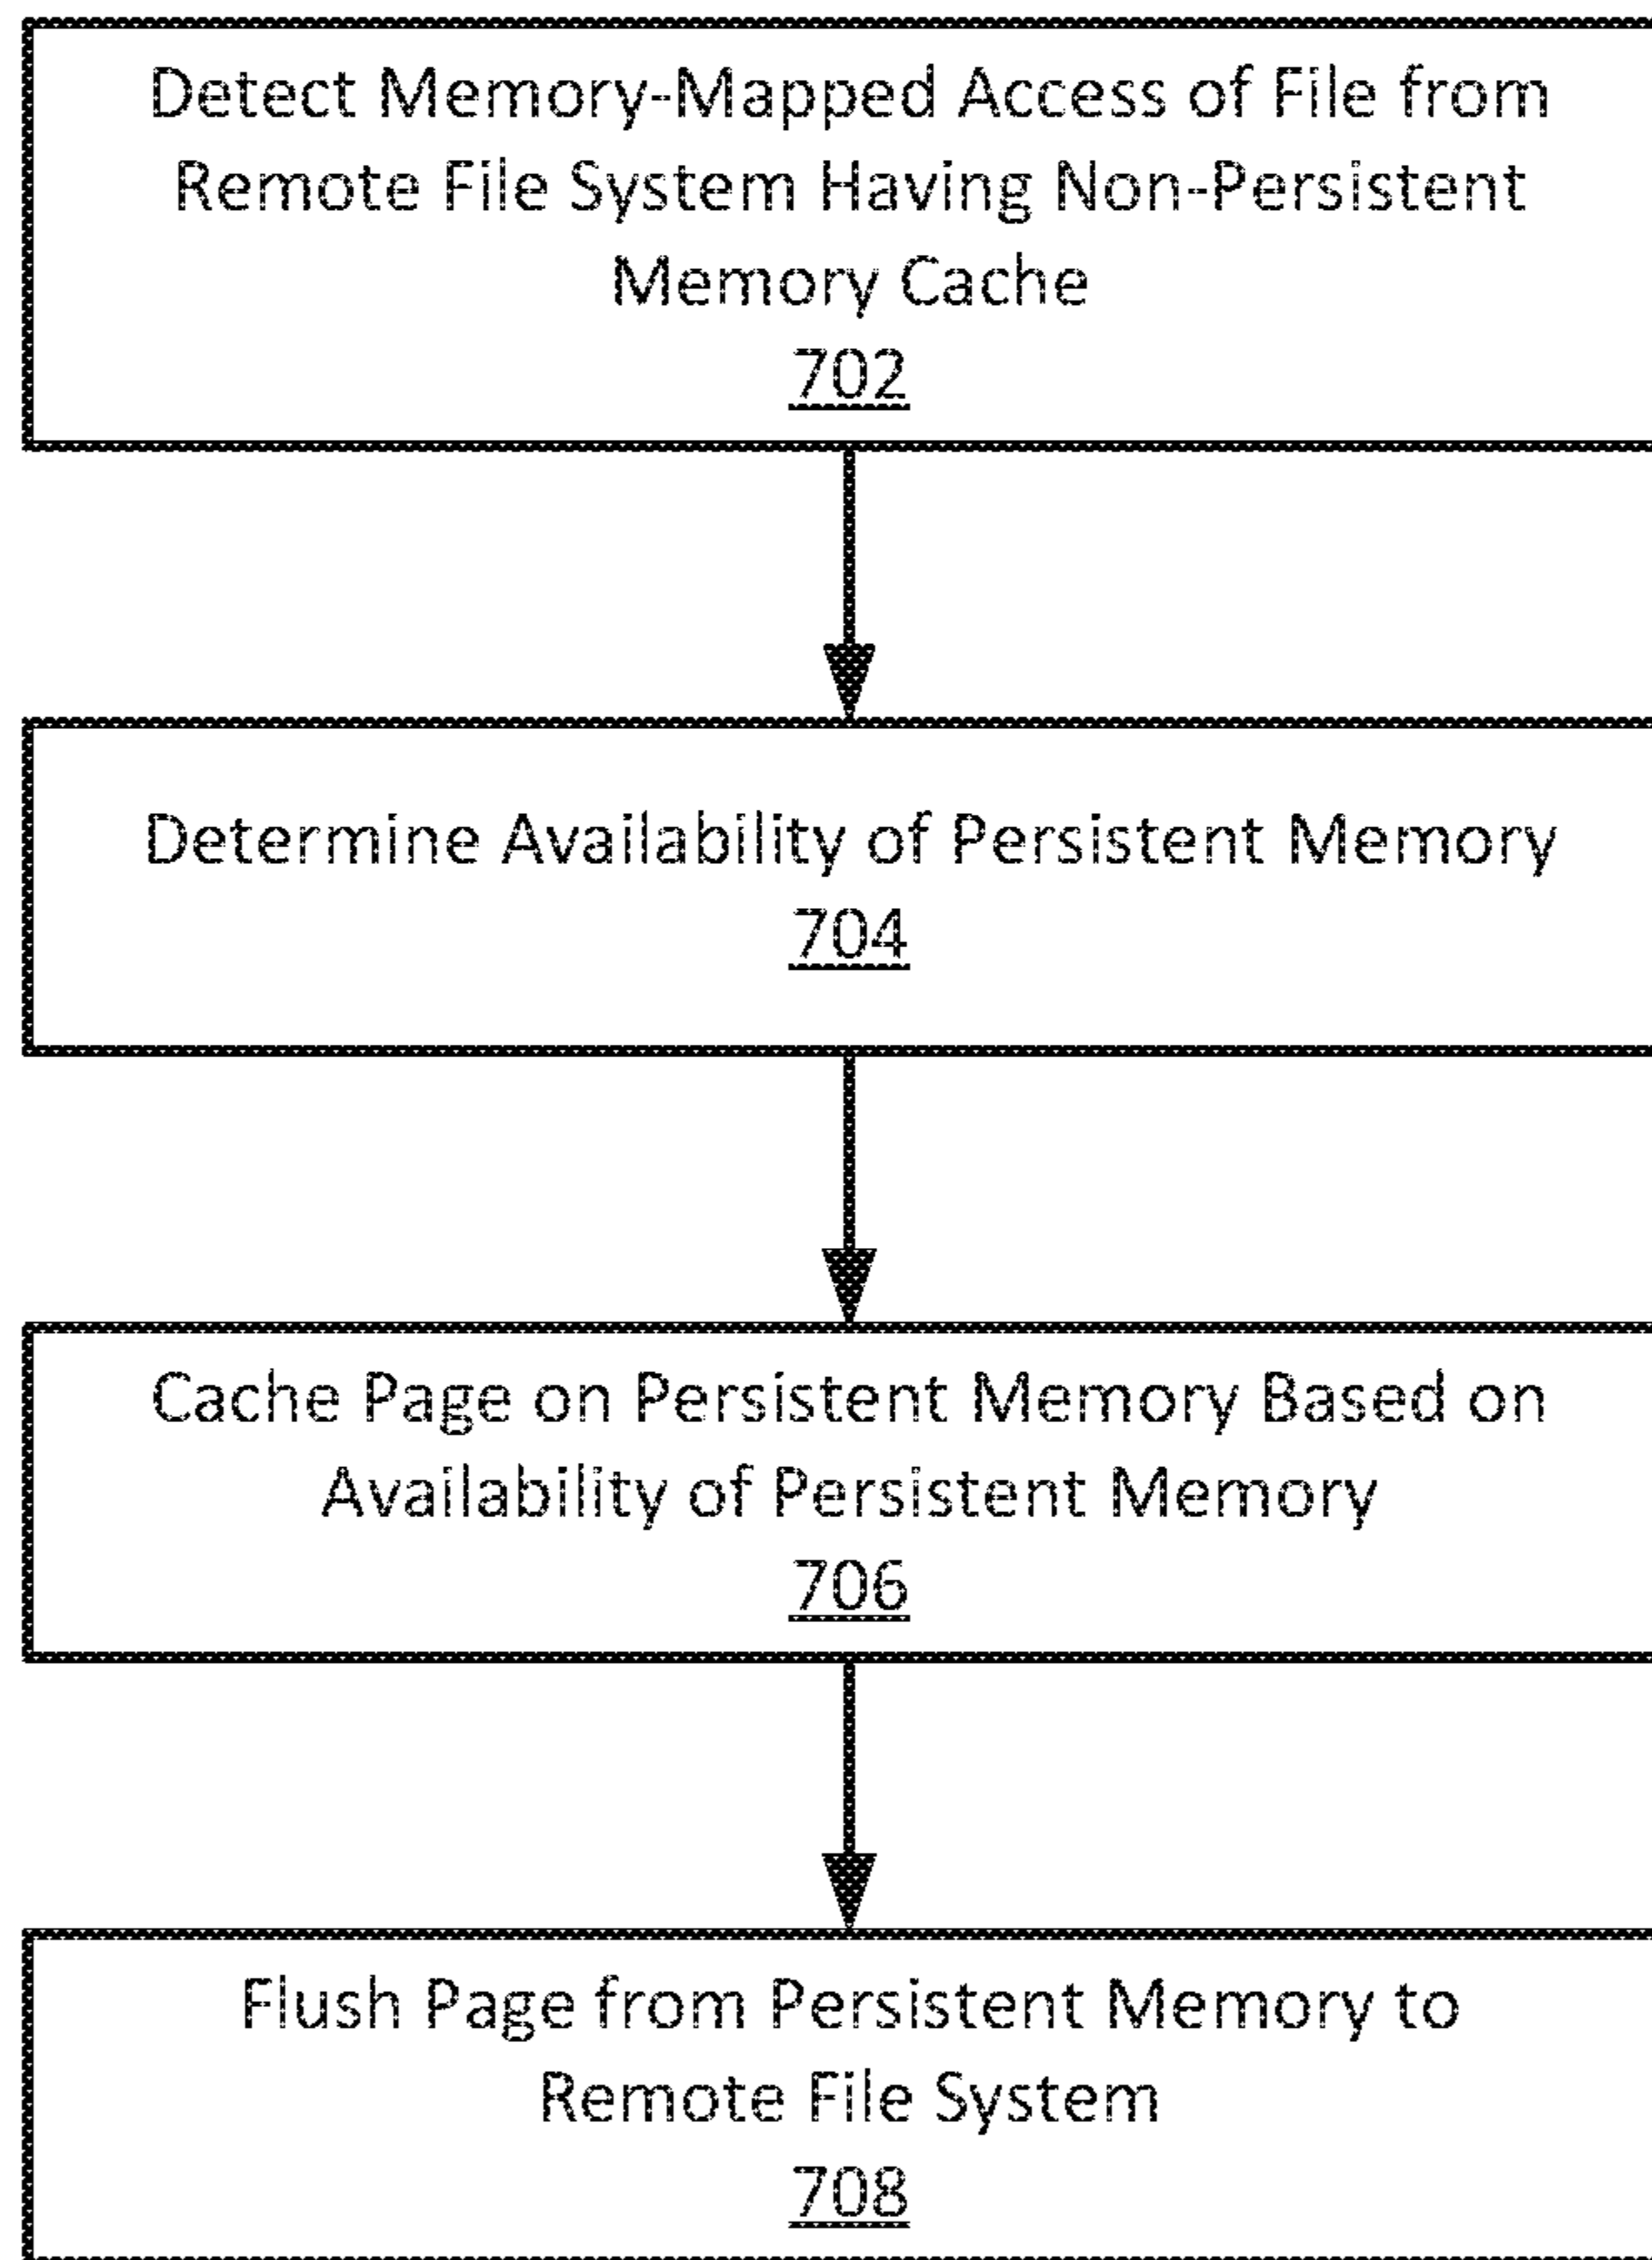 Detect Memory-Mapped Access of File from
Remote File System Having Non-Persistent
Memory Cache
702
Determine Availability of Persistent Memory
704
Cache Page on Persistent Memory Based on
Availability of Persistent Memory
706
Flush Page from Persistent Memory to
Remote File System
708